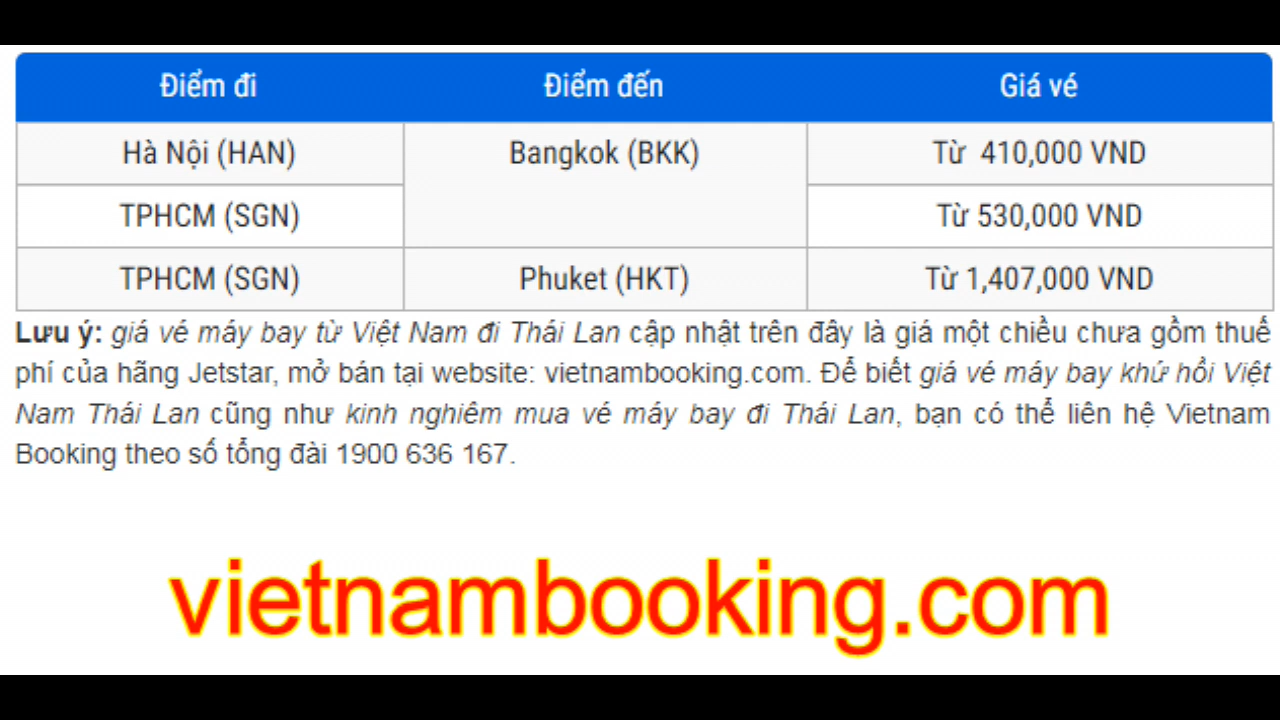 Điểm đi Điểm đến Giá vé
Hà Nội (HAN) Bangkok (BKK) Từ 410,000 VND
TPHCM (SGN) Từ 530,000 VND
TPHCM (SGN) Phuket (HKT) Từ 1,407,000 VND
Lưu ý: giá vé máy bay từ Việt Nam đi Thái Lan cập nhật trên đây là giá một chiều chưa gồm thuế
phí của hãng Jetstar, mở bán tại website: vietnambooking.com. Để biết giá vé máy bay khứ hồi Việt
Nam Thái Lan cũng như kinh nghiêm mua vé máy bay đi Thái Lan, bạn có thể liên hệ Vietnam
Booking theo số tổng đài 1900 636 167.
vietnambooking.com